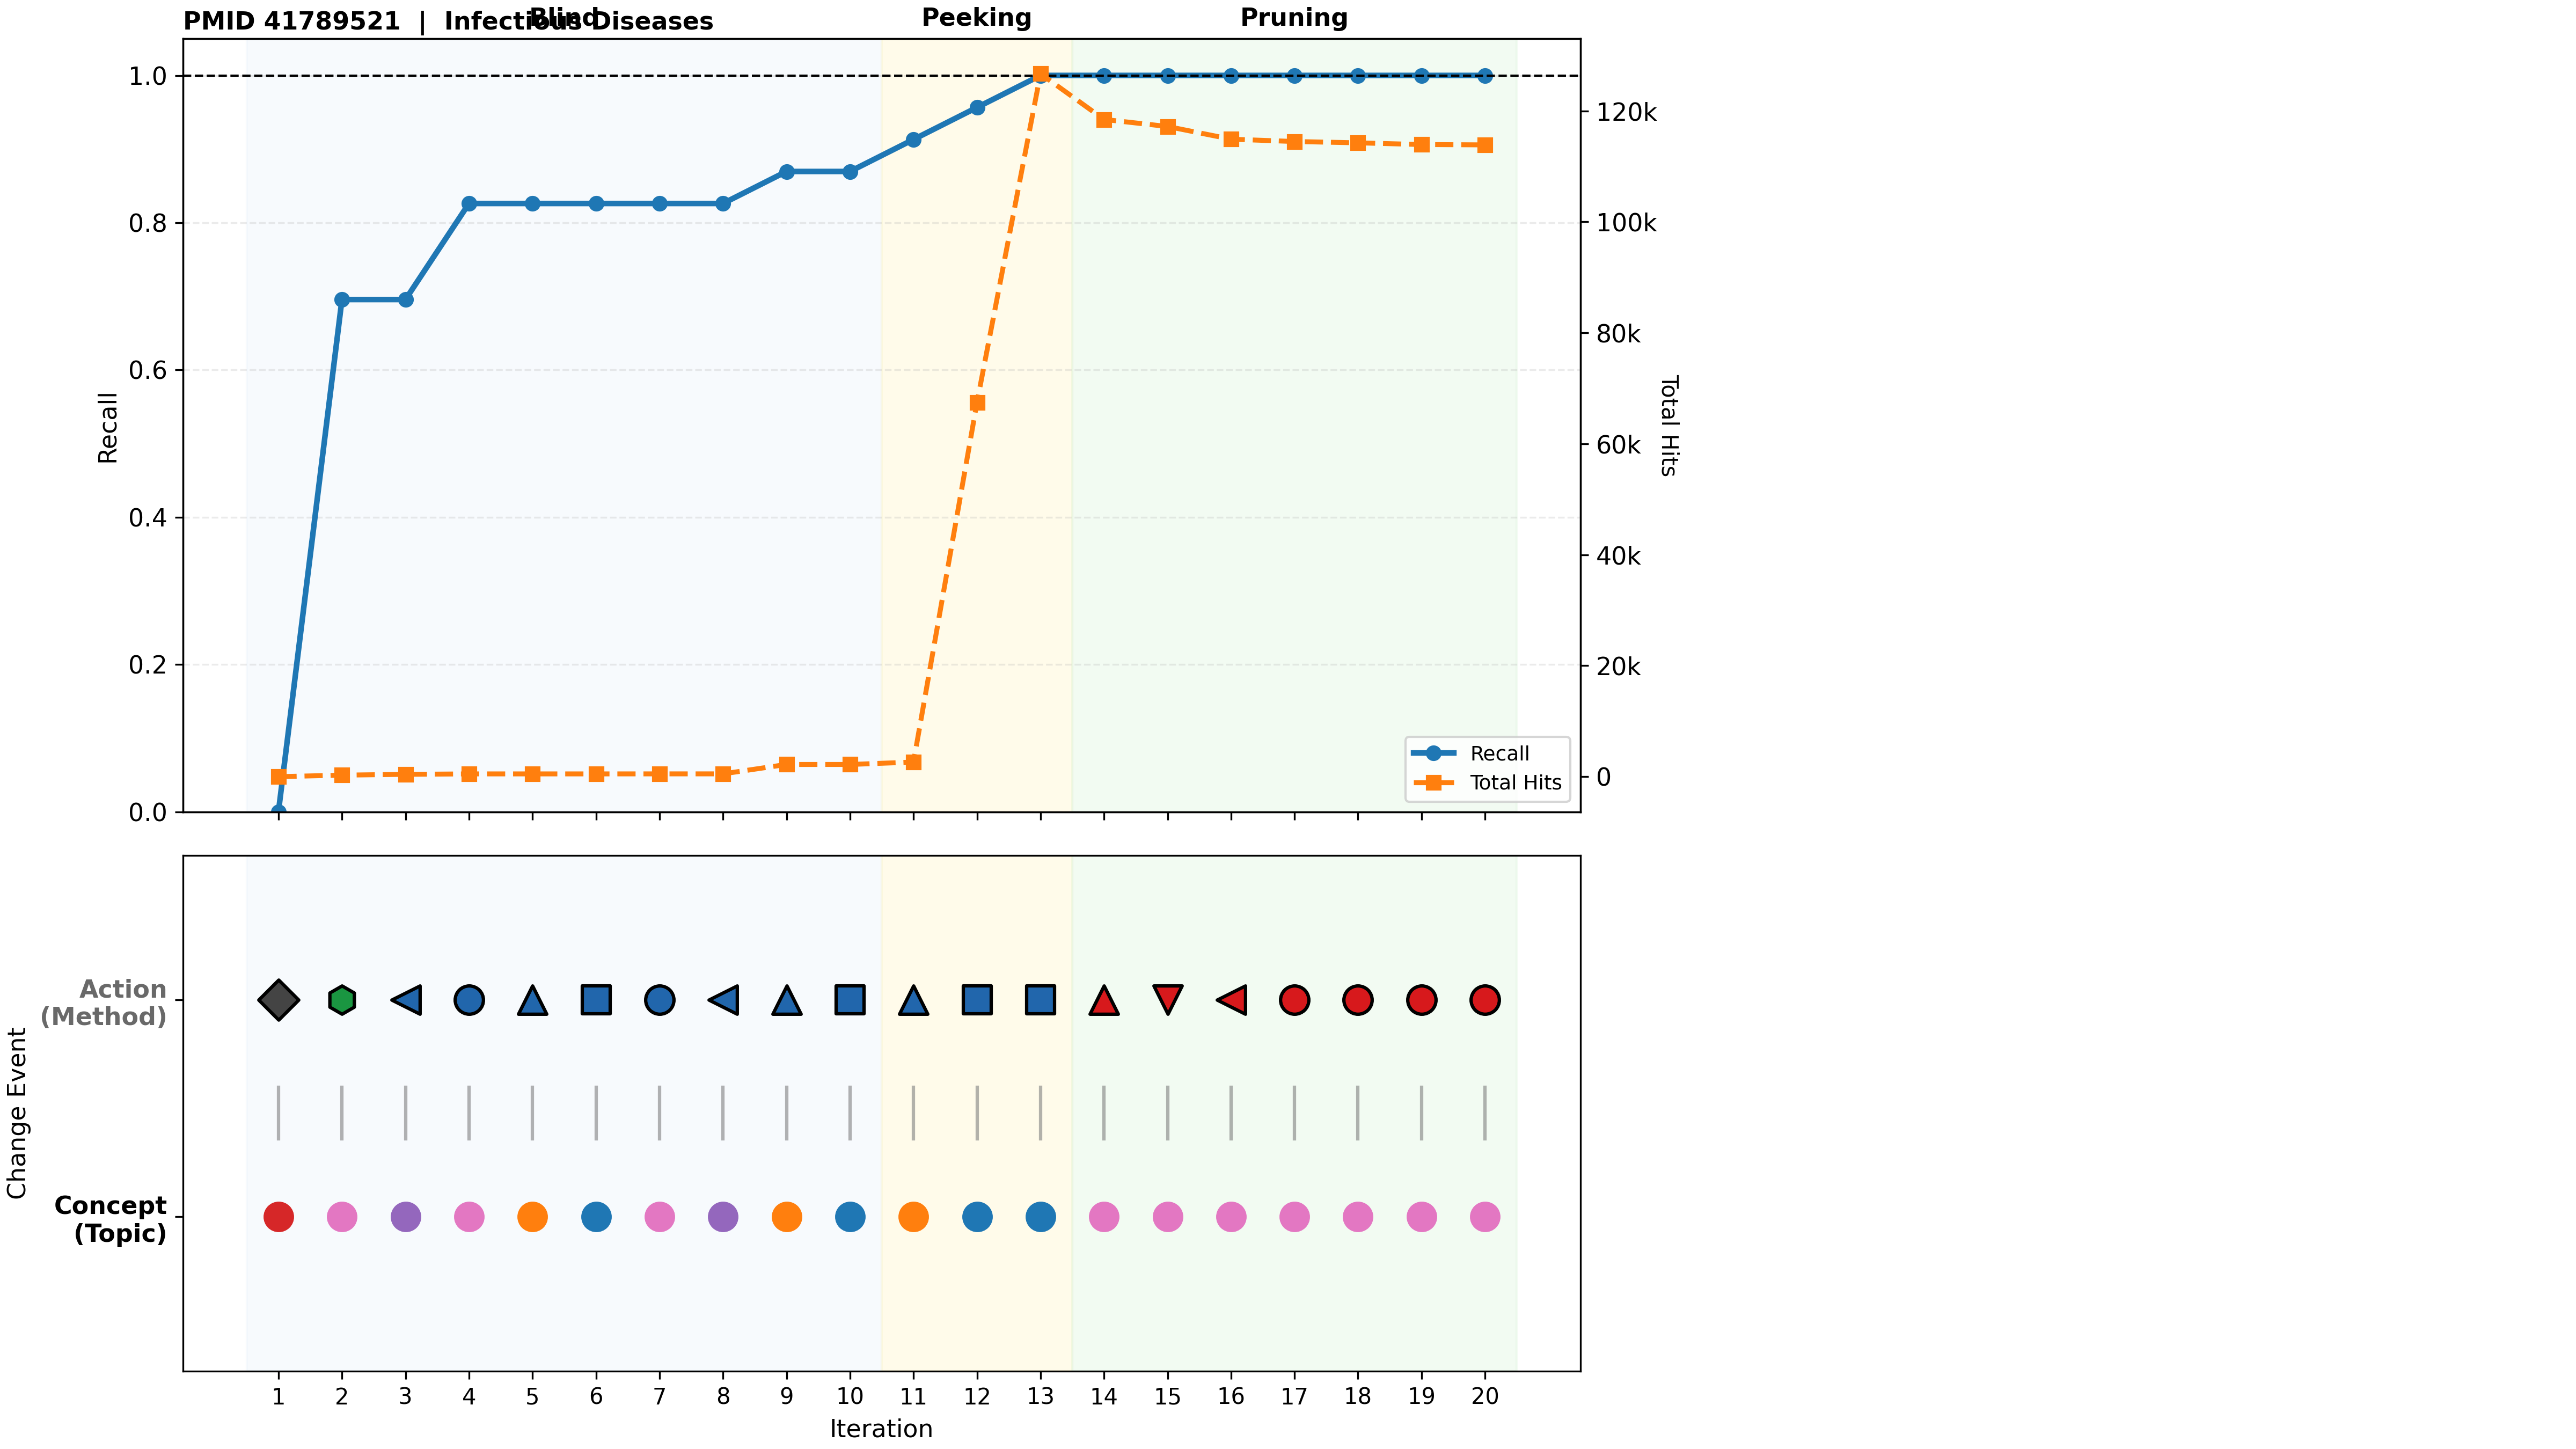 PMID 41789521 | Infectious Diseases
Blind
Peeking
Pruning
1.0
0.8
0.6
0.4
0.2
0.0
Recall
120k
100k
80k
60k
40k
20k
0
Total Hits
Recall
Total Hits
Action
(Method)
Concept
(Topic)
Change Event
1 2 3 4 5 6 7 8 9 10 11 12 13 14 15 16 17 18 19 20
Iteration